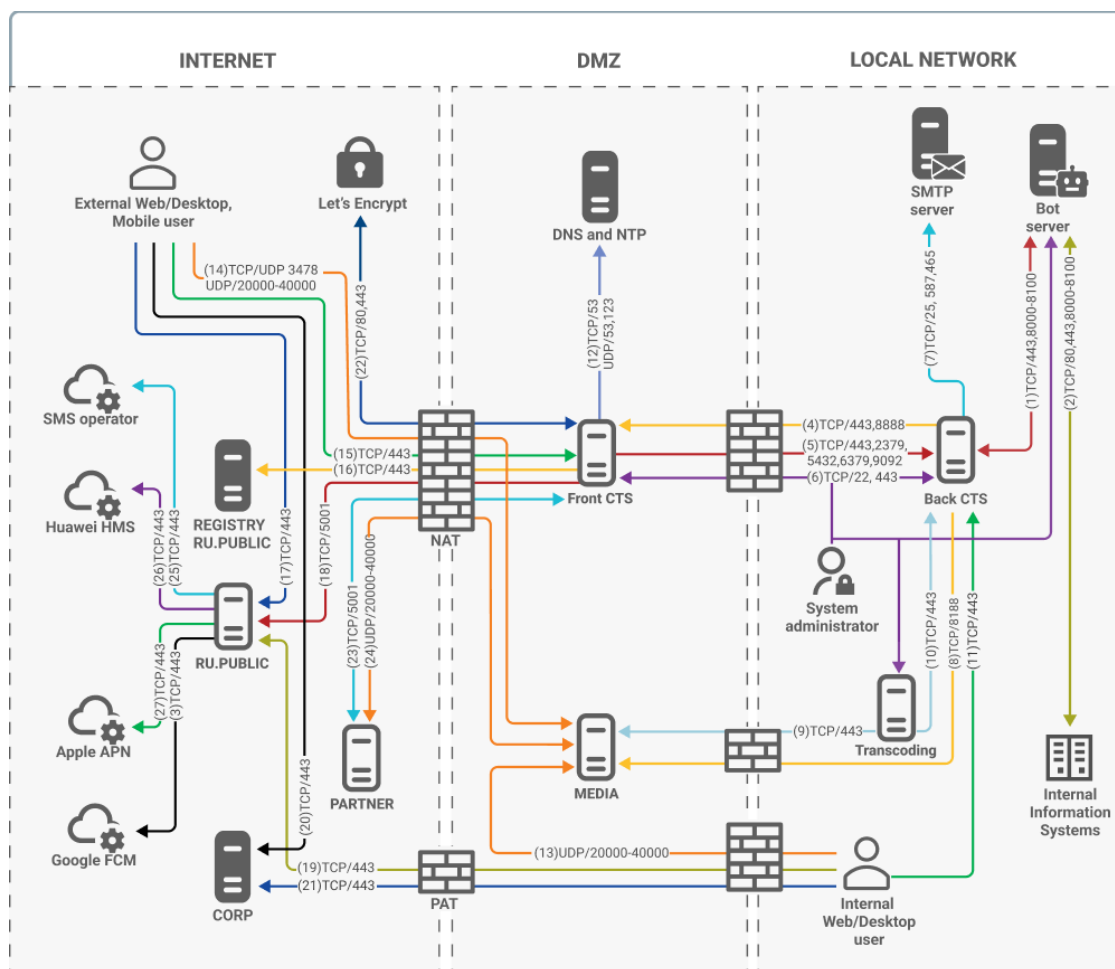 INTERNET
DMZ
LOCAL NETWORK
External Web/Desktop,
Mobile user
Let's Encrypt
DNS and NTP
SMTP
server
Bot
server
(14)TCP/UDP 3478
UDP/20000-40000
(22)TCP/80,443
(12)TCP/53
UDP/53,123
(7)TCP/25, 587,465
(1)TCP/443,8000-8100
(2)TCP/80,443,8000-8100
SMS operator
Huawei HMS
REGISTRY
RU.PUBLIC
(15)TCP/443
(16)TCP/443
NAT
Front CTS
(4)TCP/443,8888
(5)TCP/443,2379,
5432,6379,9092
(6)TCP/22, 443
Back CTS
(26)TCP/443
(25)TCP/443
(17)TCP/443
(18)TCP/5001
(23)TCP/5001
(24)UDP/20000-40000
System
administrator
(10)TCP/443
(8)TCP/8188
(11)TCP/443
RU.PUBLIC
(27)TCP/443
(3)TCP/443
Apple APN
(20)TCP/443
PARTNER
MEDIA
(9)TCP/443
Transcoding
Internal
Information
Systems
Google FCM
CORP
(19)TCP/443
(21)TCP/443
PAT
(13)UDP/20000-40000
Internal
Web/Desktop
user